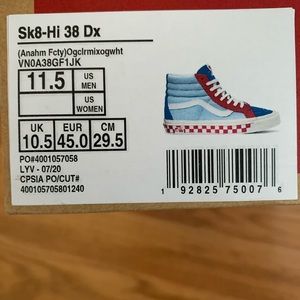 Sk8-Hi 38 Dx
(Anahm Fcty)Ogclrmixogwht
VN0A38GF1JK
11.5 US MEN
US WOMEN
UK EUR CM
10.5 45.0 29.5
PO#4001057058
LYV - 07/20
CPSIA PO/CUT#
400105705801240
1 92825 75007 6